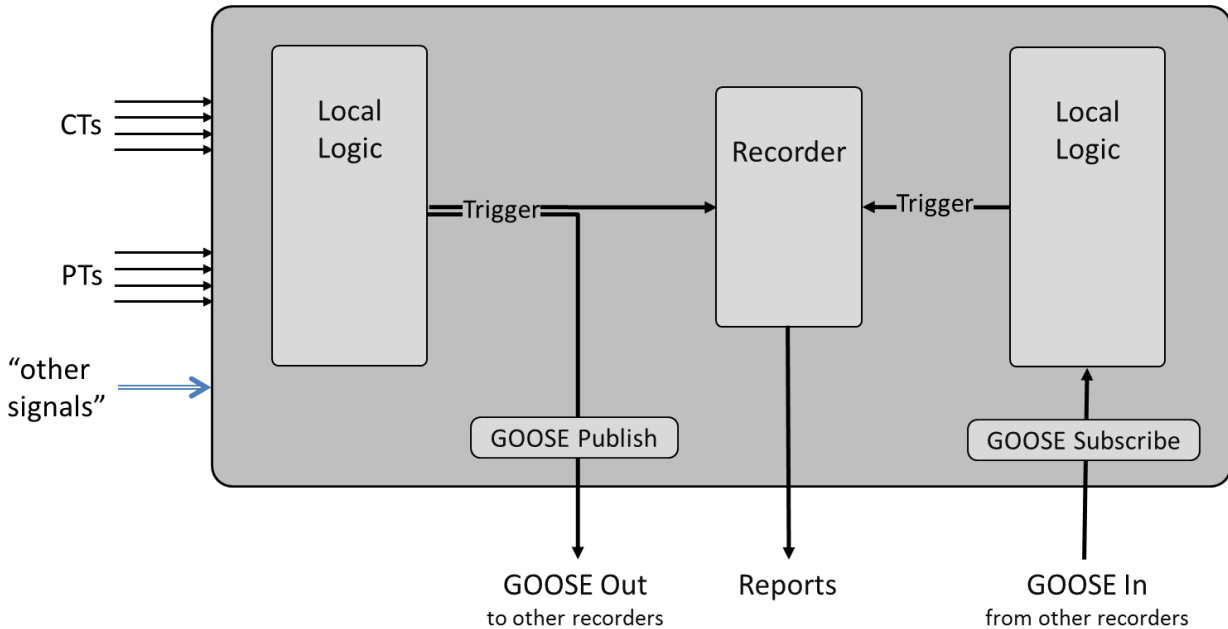 CTs
PTs
“other
signals”
Local
Logic
Trigger
Recorder
Trigger
Local
Logic
GOOSE Publish
GOOSE Subscribe
GOOSE Out
to other recorders
Reports
GOOSE In
from other recorders